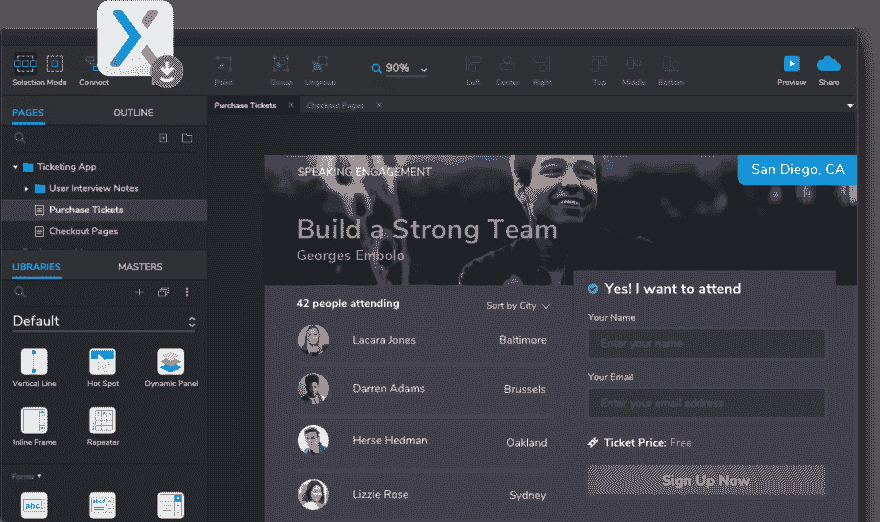 Selection Mode
Connect
Point
Group
Ungroup
90%
Left
Center
Right
Top
Middle
Bottom
Preview
Share
PAGES
OUTLINE
Purchase Tickets
Checkout Pages
Ticketing App
User Interview Notes
Purchase Tickets
Checkout Pages
LIBRARIES
MASTERS
Default
Vertical Line
Hot Spot
Dynamic Panel
Inline Frame
Repeater
Forms
San Diego, CA
SPEAKING ENGAGEMENT
Build a Strong Team
Georges Embolo
42 people attending
Sort by City
Lacara Jones
Baltimore
Darren Adams
Brussels
Herse Hedman
Oakland
Lizzie Rose
Sydney
Yes! I want to attend
Your Name
Enter your name
Your Email
Enter your email address
Ticket Price: Free
Sign Up Now